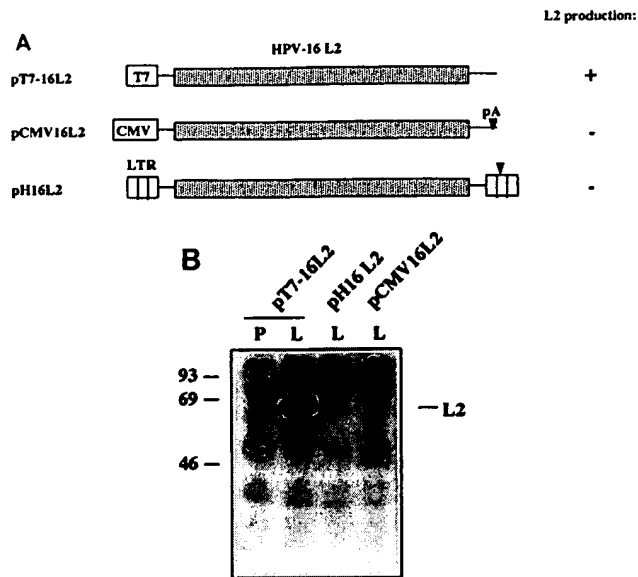 L2 production:
A
HPV-16 L2
pT7-16L2 T7 +
pA
pCMV16L2 CMV -
LTR
pH16L2 -
B
pT7-16L2 pH16 L2 pCMV16L2
P L L L
93 –
69 –
— L2
46 –